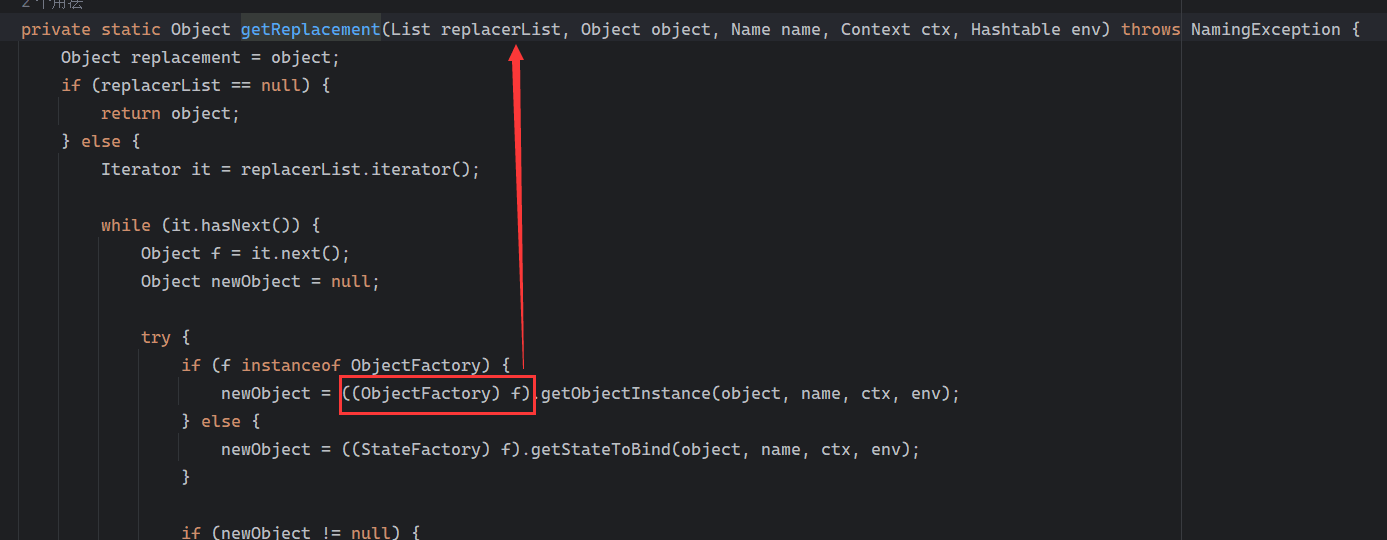 2 个用法
private static Object getReplacement(List replacerList, Object object, Name name, Context ctx, Hashtable env) throws NamingException {
Object replacement = object;
if (replacerList == null) {
return object;
} else {
Iterator it = replacerList.iterator();
while (it.hasNext()) {
Object f = it.next();
Object newObject = null;
try {
if (f instanceof ObjectFactory) {
newObject = ((ObjectFactory) f).getObjectInstance(object, name, ctx, env);
} else {
newObject = ((StateFactory) f).getStateToBind(object, name, ctx, env);
}
if (newObject != null) {